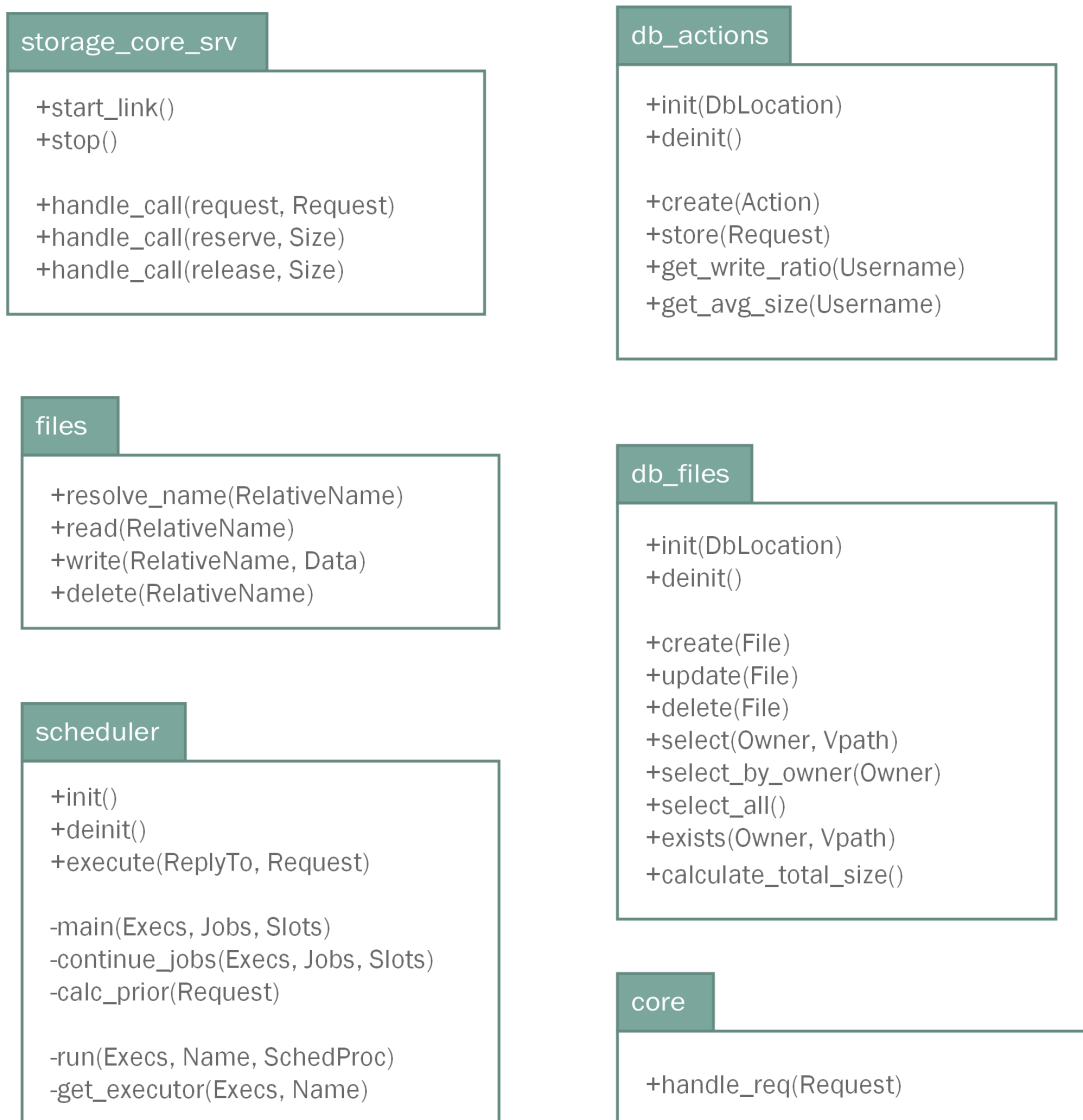 storage_core_srv
+start_link()
+stop()
+handle_call(request, Request)
+handle_call(reserve, Size)
+handle_call(release, Size)
files
+resolve_name(RelativeName)
+read(RelativeName)
+write(RelativeName, Data)
+delete(RelativeName)
scheduler
+init()
+deinit()
+execute(ReplyTo, Request)
-main(Execs, Jobs, Slots)
-continue_jobs(Execs, Jobs, Slots)
-calc_prior(Request)
-run(Execs, Name, SchedProc)
-get_executor(Execs, Name)
db_actions
+init(DbLocation)
+deinit()
+create(Action)
+store(Request)
+get_write_ratio(Username)
+get_avg_size(Username)
db_files
+init(DbLocation)
+deinit()
+create(File)
+update(File)
+delete(File)
+select(Owner, Vpath)
+select_by_owner(Owner)
+select_all()
+exists(Owner, Vpath)
+calculate_total_size()
core
+handle_req(Request)